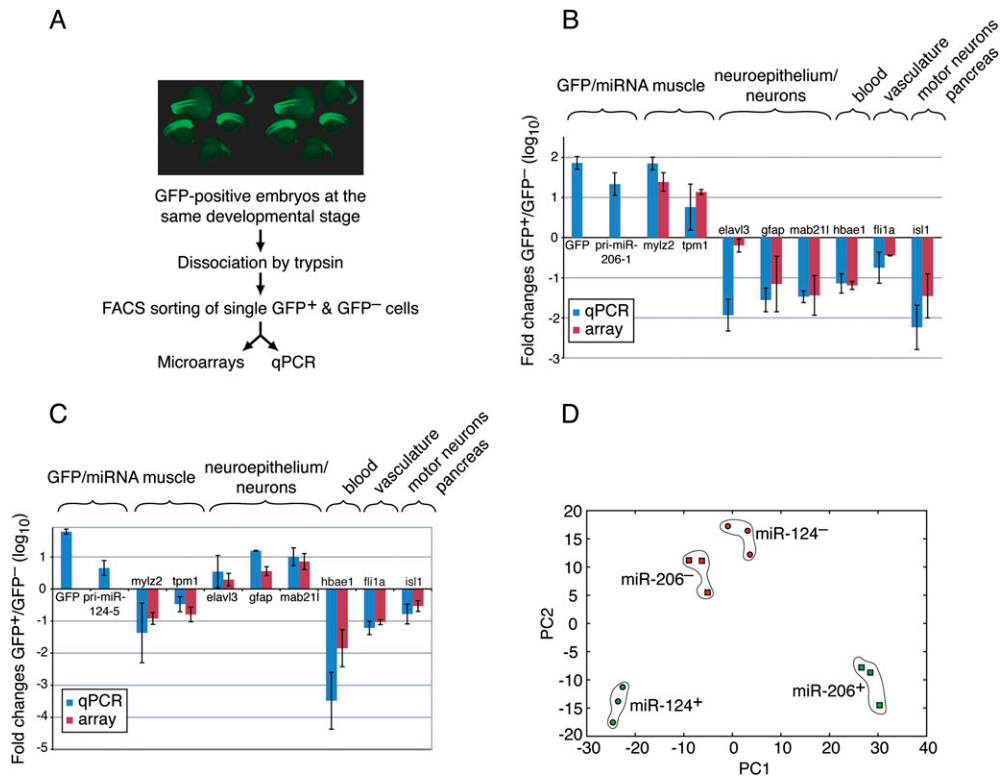 A
GFP-positive embryos at the
same developmental stage
Dissociation by trypsin
FACS sorting of single GFP+ & GFP– cells
Microarrays
qPCR
B
GFP/miRNA muscle
neuroepithelium/
neurons
blood
vasculature
motor neurons
pancreas
Fold changes GFP+/GFP– (log10)
2
1
0
-1
-2
-3
GFP
pri-miR-
206-1
mylz2
tpm1
elavl3
gfap
mab21l
hbae1
fli1a
isl1
qPCR
array
C
GFP/miRNA muscle
neuroepithelium/
neurons
blood
vasculature
motor neurons
pancreas
Fold changes GFP+/GFP– (log10)
1
0
-1
-2
-3
-4
-5
GFP
pri-miR-
124-5
mylz2
tpm1
elavl3
gfap
mab21l
hbae1
fli1a
isl1
qPCR
array
D
PC2
20
15
10
5
0
-5
-10
-15
-20
miR-124–
miR-206–
miR-206+
miR-124+
-30
-20
-10
0
10
20
30
40
PC1